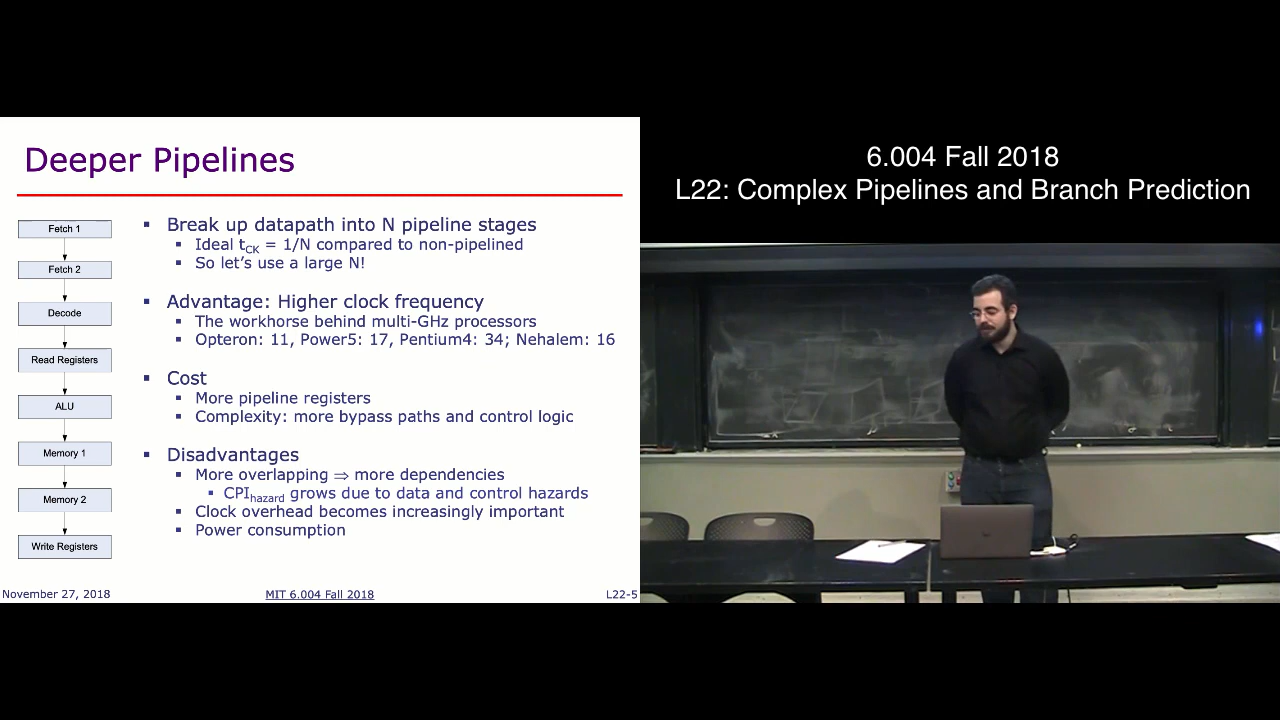 Deeper Pipelines
Fetch 1
Fetch 2
Decode
Read Registers
ALU
Memory 1
Memory 2
Write Registers
▪ Break up datapath into N pipeline stages
▪ Ideal tCK = 1/N compared to non-pipelined
▪ So let's use a large N!
▪ Advantage: Higher clock frequency
▪ The workhorse behind multi-GHz processors
▪ Opteron: 11, Power5: 17, Pentium4: 34; Nehalem: 16
▪ Cost
▪ More pipeline registers
▪ Complexity: more bypass paths and control logic
▪ Disadvantages
▪ More overlapping ⇒ more dependencies
▪ CPIhazard grows due to data and control hazards
▪ Clock overhead becomes increasingly important
▪ Power consumption
November 27, 2018
MIT 6.004 Fall 2018
L22-5
6.004 Fall 2018
L22: Complex Pipelines and Branch Prediction